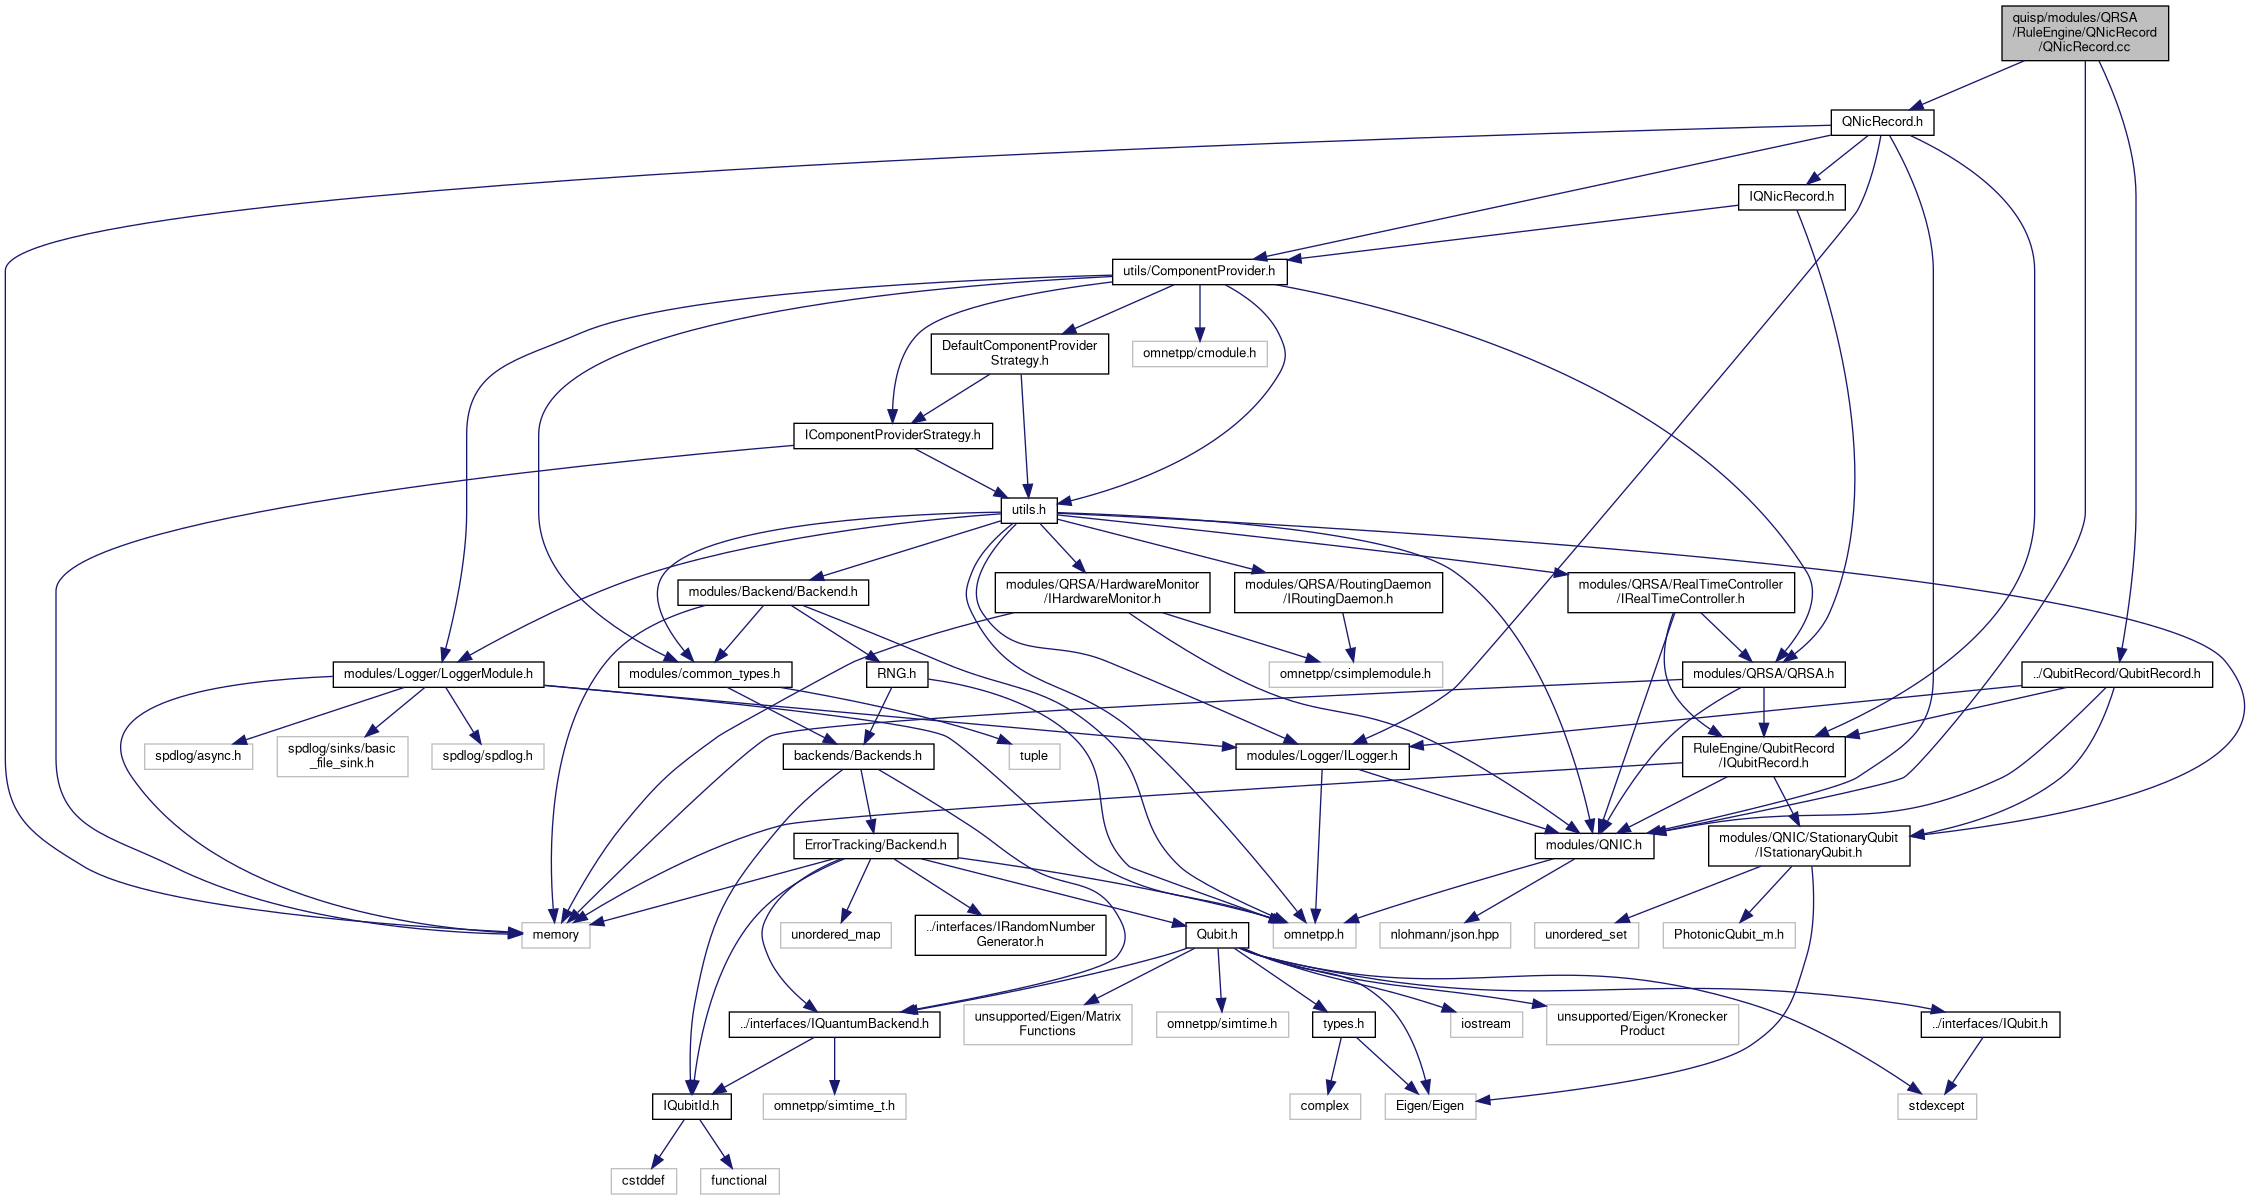 quisp/modules/QRSA
/RuleEngine/QNicRecord
/QNicRecord.cc
QNicRecord.h
IQNicRecord.h
utils/ComponentProvider.h
DefaultComponentProvider
Strategy.h
omnetpp/cmodule.h
IComponentProviderStrategy.h
utils.h
modules/Backend/Backend.h
modules/QRSA/HardwareMonitor
/IHardwareMonitor.h
modules/QRSA/RoutingDaemon
/IRoutingDaemon.h
modules/QRSA/RealTimeController
/IRealTimeController.h
modules/Logger/LoggerModule.h
modules/common_types.h
RNG.h
omnetpp/csimplemodule.h
modules/QRSA/QRSA.h
../QubitRecord/QubitRecord.h
spdlog/async.h
spdlog/sinks/basic
_file_sink.h
spdlog/spdlog.h
backends/Backends.h
tuple
modules/Logger/ILogger.h
RuleEngine/QubitRecord
/IQubitRecord.h
ErrorTracking/Backend.h
modules/QNIC.h
modules/QNIC/StationaryQubit
/IStationaryQubit.h
memory
unordered_map
../interfaces/IRandomNumber
Generator.h
Qubit.h
omnetpp.h
nlohmann/json.hpp
unordered_set
PhotonicQubit_m.h
../interfaces/IQuantumBackend.h
unsupported/Eigen/Matrix
Functions
omnetpp/simtime.h
types.h
iostream
unsupported/Eigen/Kronecker
Product
../interfaces/IQubit.h
IQubitId.h
omnetpp/simtime_t.h
complex
Eigen/Eigen
stdexcept
cstddef
functional